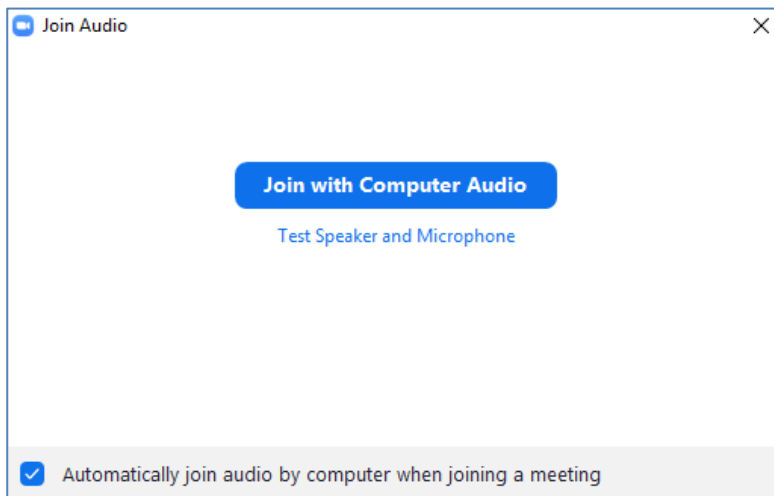 Join Audio
Join with Computer Audio
Test Speaker and Microphone
Automatically join audio by computer when joining a meeting